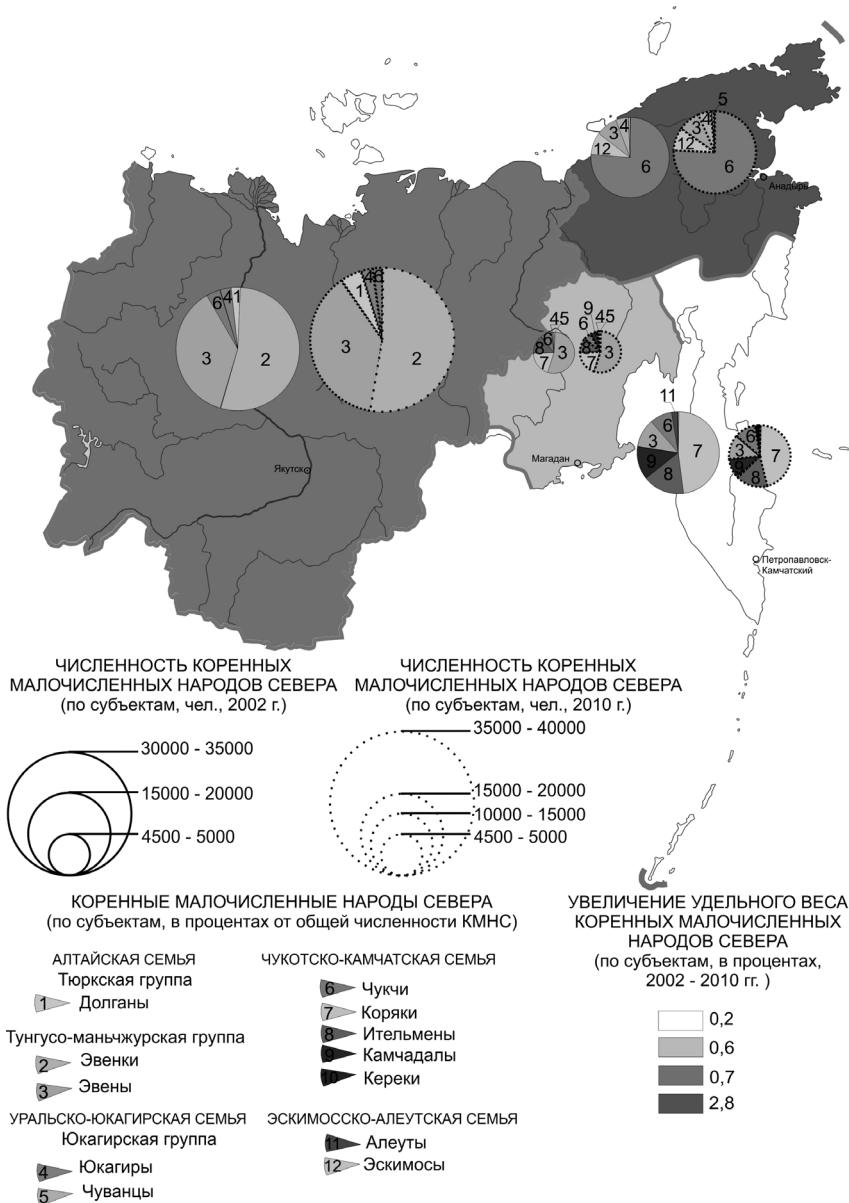 5
4
3
12
6
4
3
12
6
Анадырь
6
4
1
3
2
1
4
6
3
2
45
6
8
3
7
9
45
6
8
7
3
Магадан
Якутск
11
6
3
7
9
8
6
3
7
9
8
Петропавловск-
Камчатский
ЧИСЛЕННОСТЬ КОРЕННЫХ
МАЛОЧИСЛЕННЫХ НАРОДОВ СЕВЕРА
(по субъектам, чел., 2002 г.)
30000 - 35000
15000 - 20000
4500 - 5000
ЧИСЛЕННОСТЬ КОРЕННЫХ
МАЛОЧИСЛЕННЫХ НАРОДОВ СЕВЕРА
(по субъектам, чел., 2010 г.)
35000 - 40000
15000 - 20000
10000 - 15000
4500 - 5000
КОРЕННЫЕ МАЛОЧИСЛЕННЫЕ НАРОДЫ СЕВЕРА
(по субъектам, в процентах от общей численности КМНС)
АЛТАЙСКАЯ СЕМЬЯ
Тюркская группа
1 Долганы
Тунгусо-маньчжурская группа
2 Эвенки
3 Эвены
УРАЛЬСКО-ЮКАГИРСКАЯ СЕМЬЯ
Юкагирская группа
4 Юкагиры
5 Чуванцы
ЧУКОТСКО-КАМЧАТСКАЯ СЕМЬЯ
6 Чукчи
7 Коряки
8 Ительмены
9 Камчадалы
10 Кереки
ЭСКИМОССКО-АЛЕУТСКАЯ СЕМЬЯ
11 Алеуты
12 Эскимосы
УВЕЛИЧЕНИЕ УДЕЛЬНОГО ВЕСА
КОРЕННЫХ МАЛОЧИСЛЕННЫХ
НАРОДОВ СЕВЕРА
(по субъектам, в процентах,
2002 - 2010 гг. )
0,2
0,6
0,7
2,8